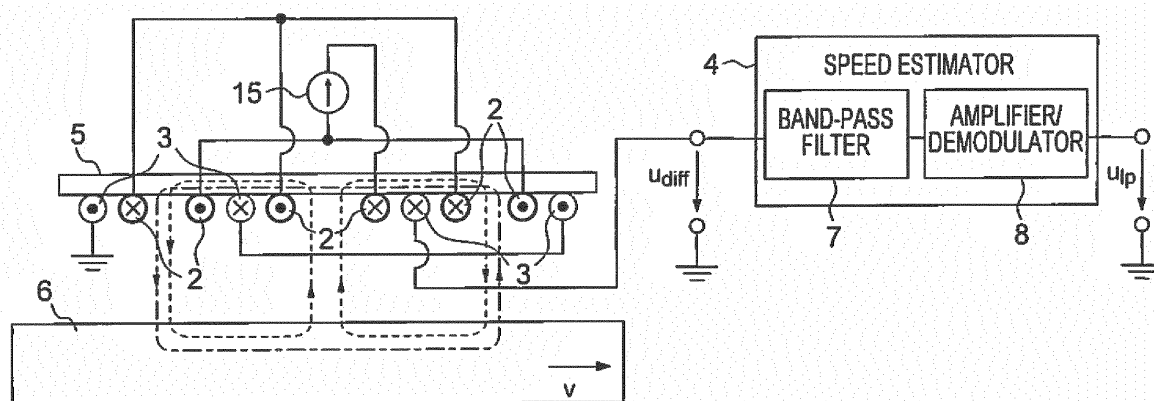 4
SPEED ESTIMATOR
BAND-PASS
FILTER
AMPLIFIER/
DEMODULATOR
7
8
u_diff
u_lp
15
5
3
3
2
2
2
2
2
3
6
v